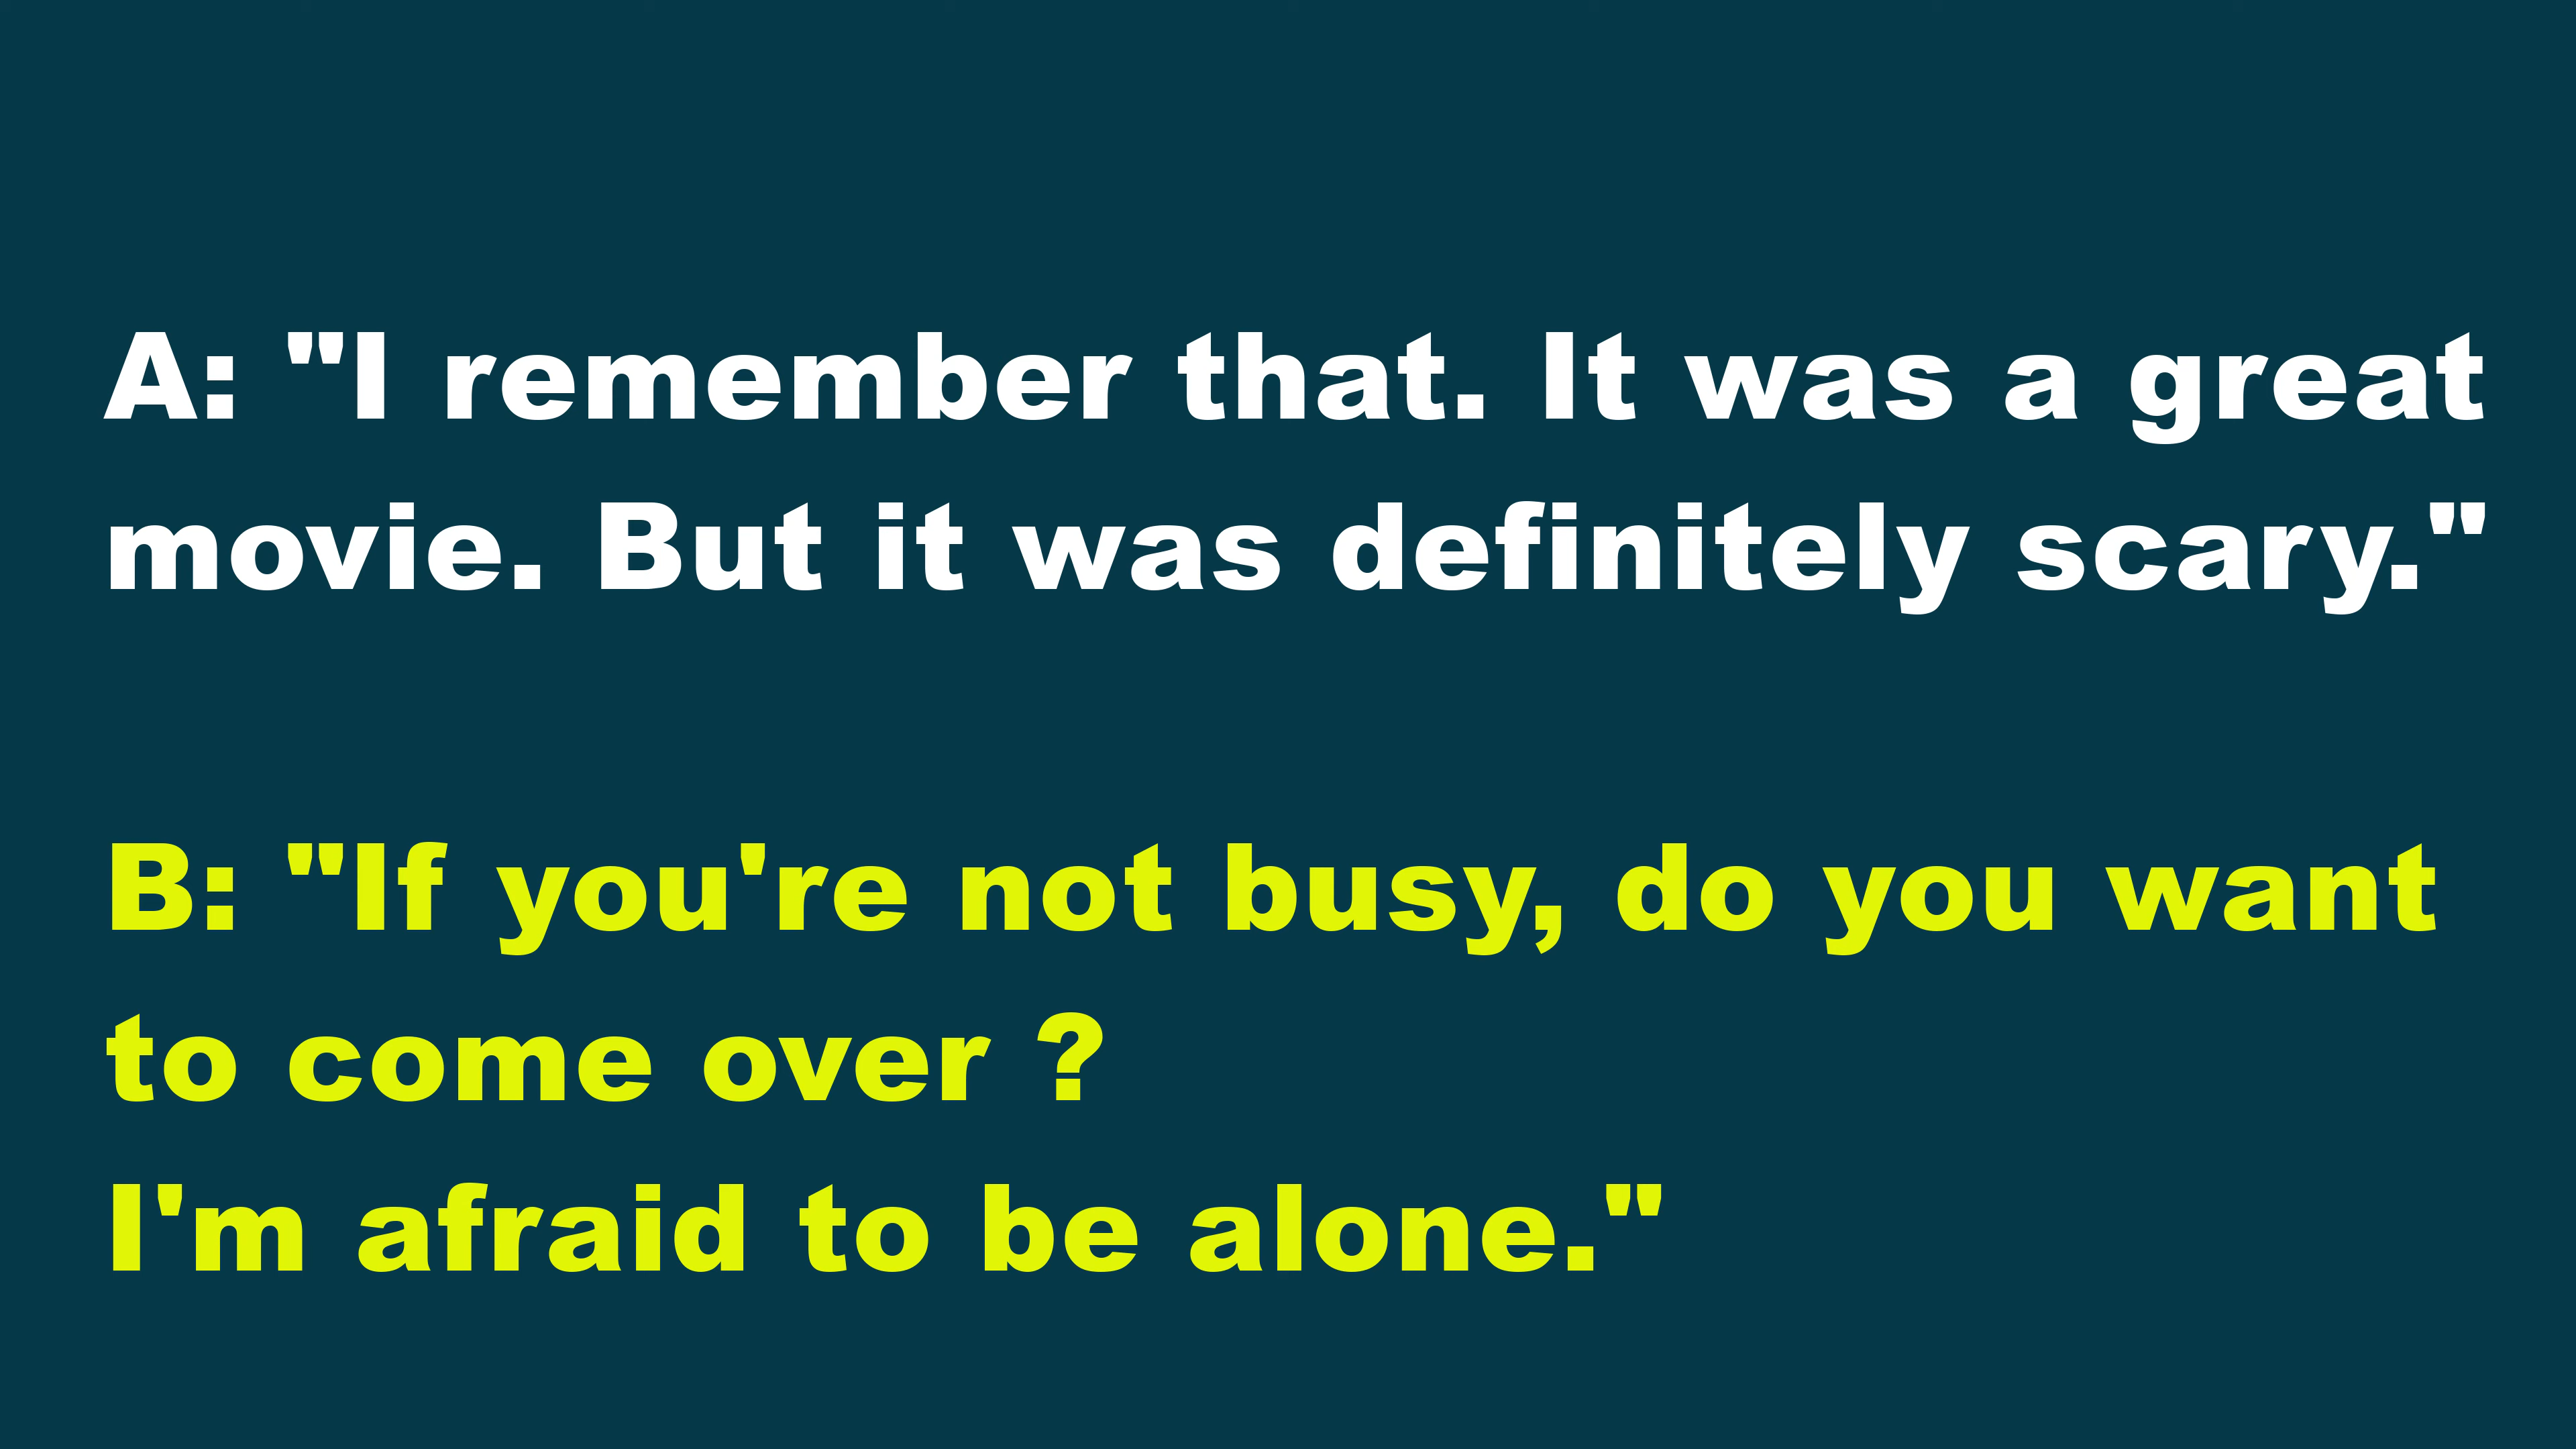 A: "I remember that. It was a great
movie. But it was definitely scary."
B: "If you're not busy, do you want
to come over ?
I'm afraid to be alone."